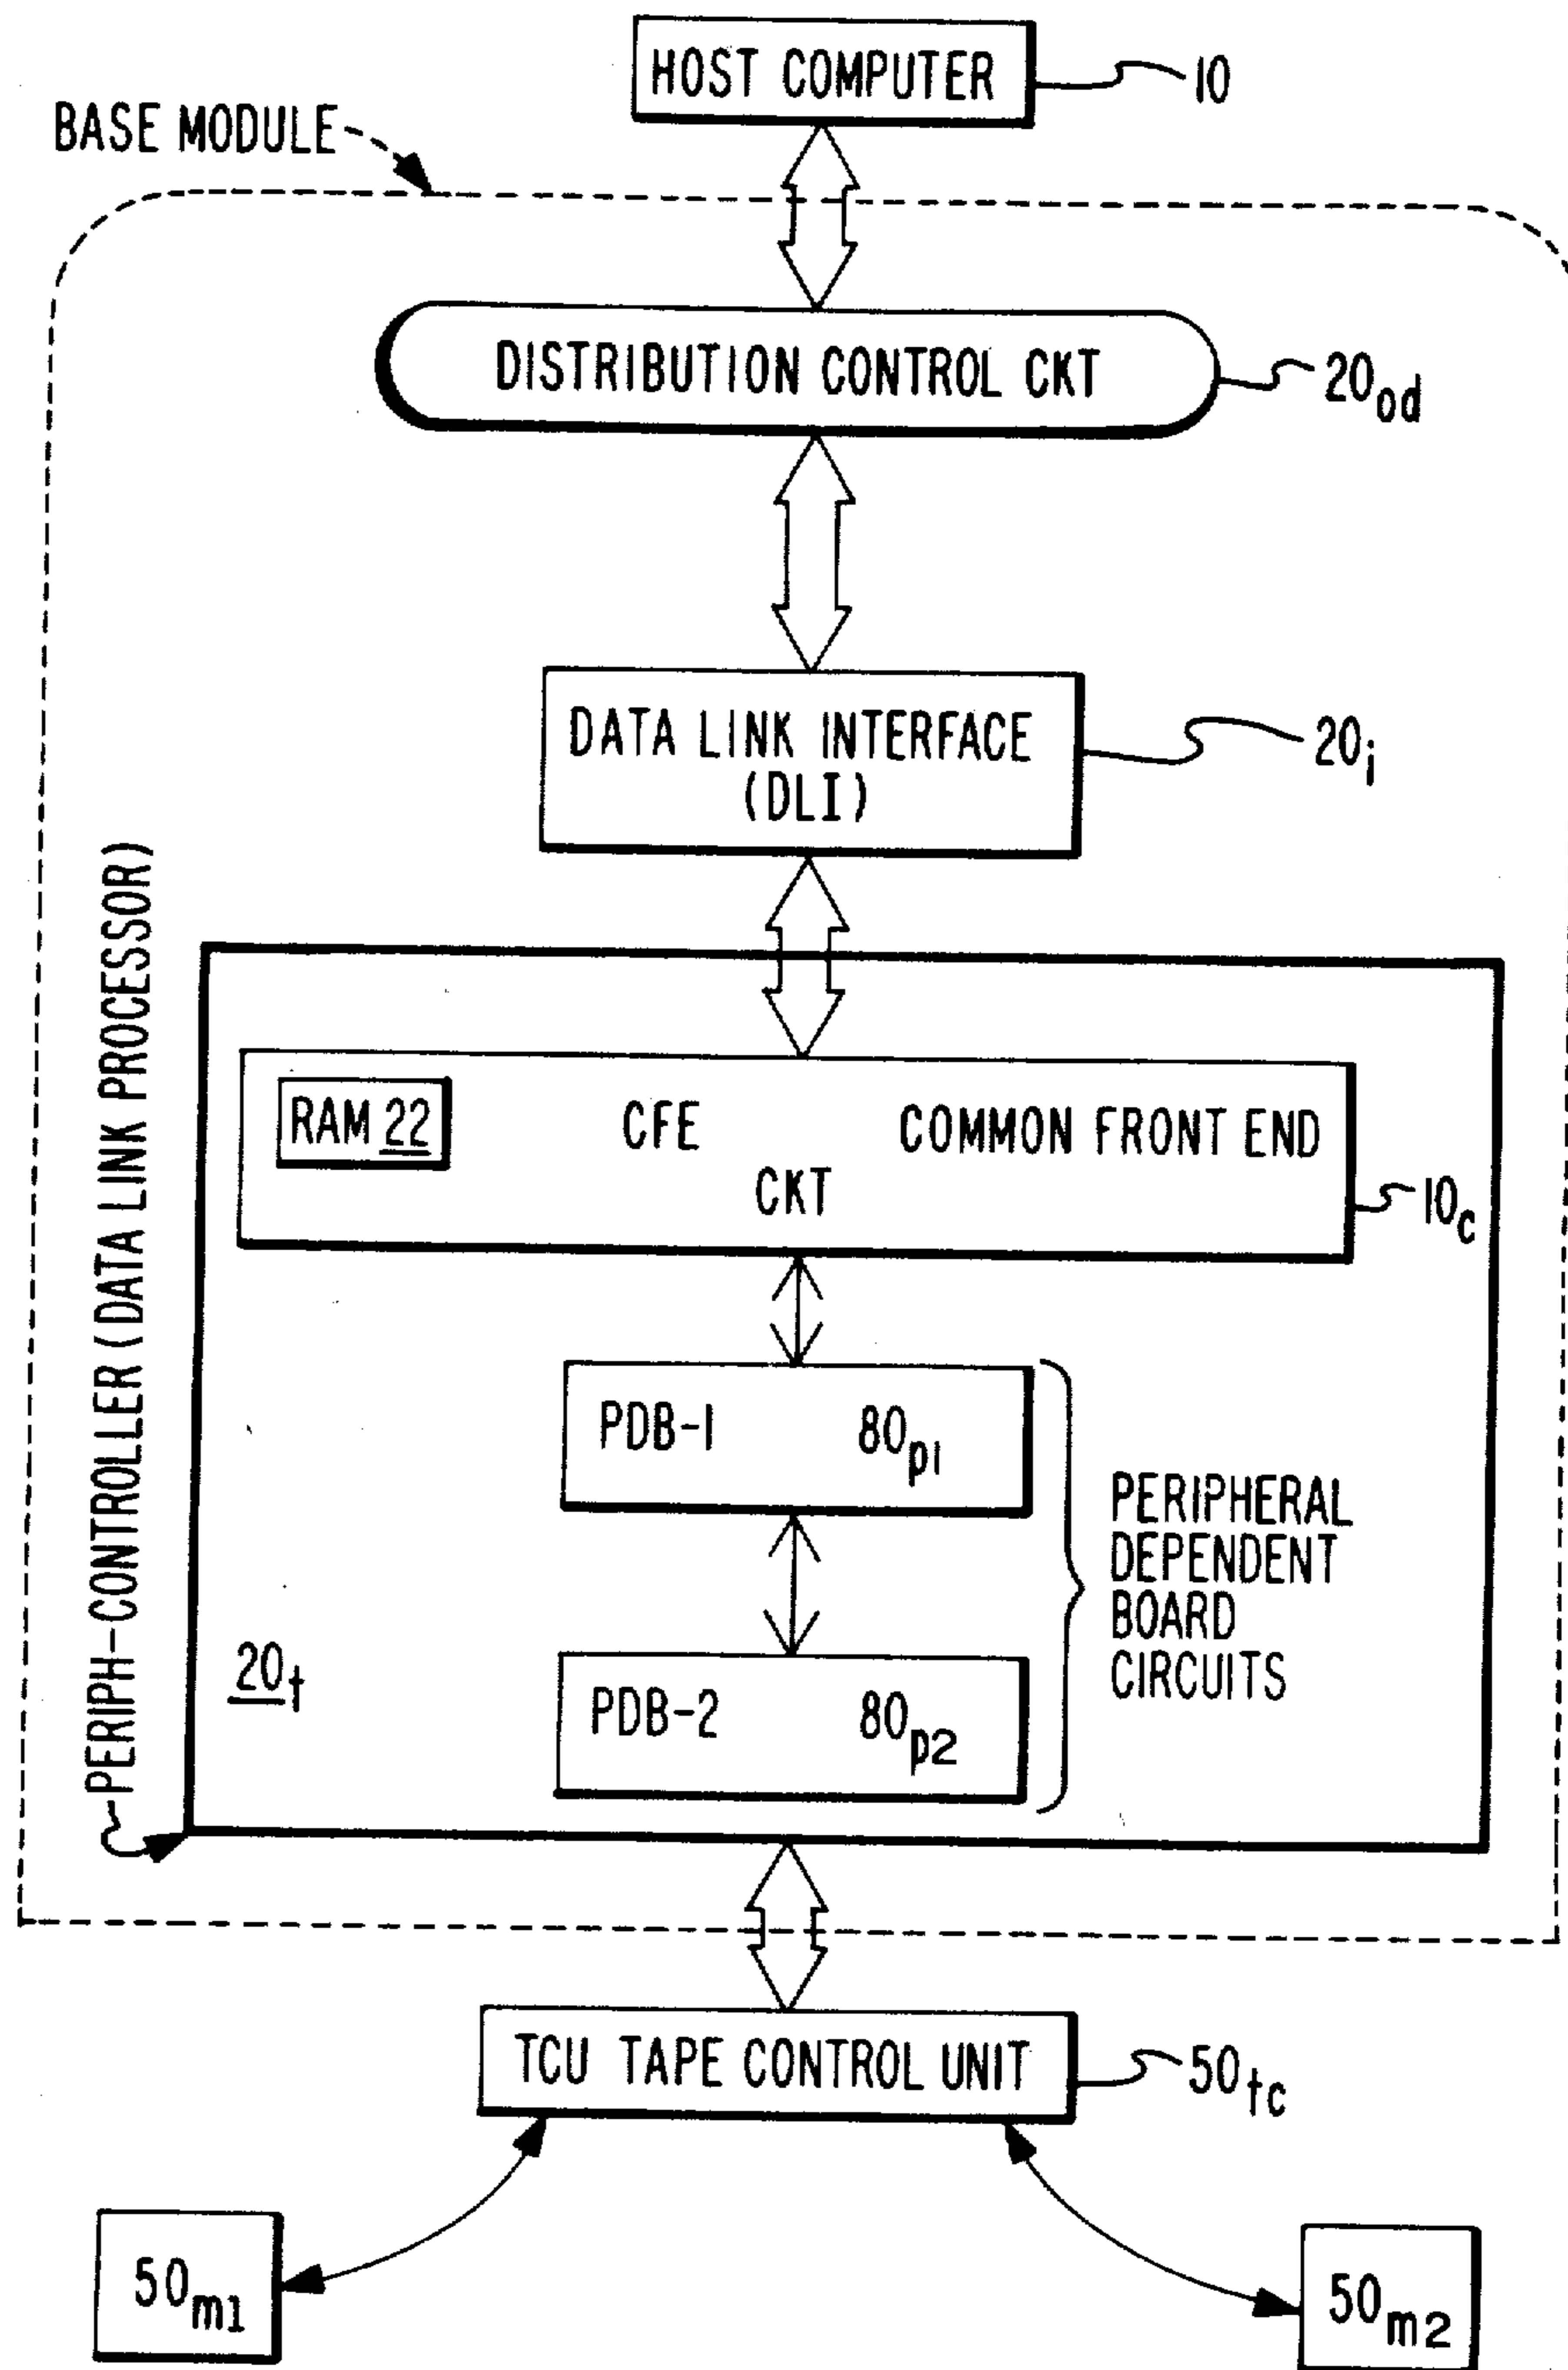 HOST COMPUTER
10
BASE MODULE
DISTRIBUTION CONTROL CKT
20od
DATA LINK INTERFACE
(DLI)
20i
PERIPH-CONTROLLER (DATA LINK PROCESSOR)
RAM 22
CFE
COMMON FRONT END
CKT
10c
PDB-1
80p1
PERIPHERAL
DEPENDENT
BOARD
CIRCUITS
20t
PDB-2
80p2
TCU TAPE CONTROL UNIT
50tc
50m1
50m2